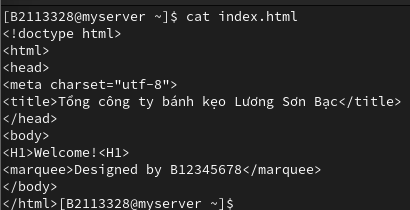 [B2113328@myserver ~]$ cat index.html
<!doctype html>
<html>
<head>
<meta charset="utf-8">
<title>Tổng công ty bánh kẹo Lương Sơn Bạc</title>
</head>
<body>
<H1>Welcome!<H1>
<marquee>Designed by B12345678</marquee>
</body>
</html>[B2113328@myserver ~]$